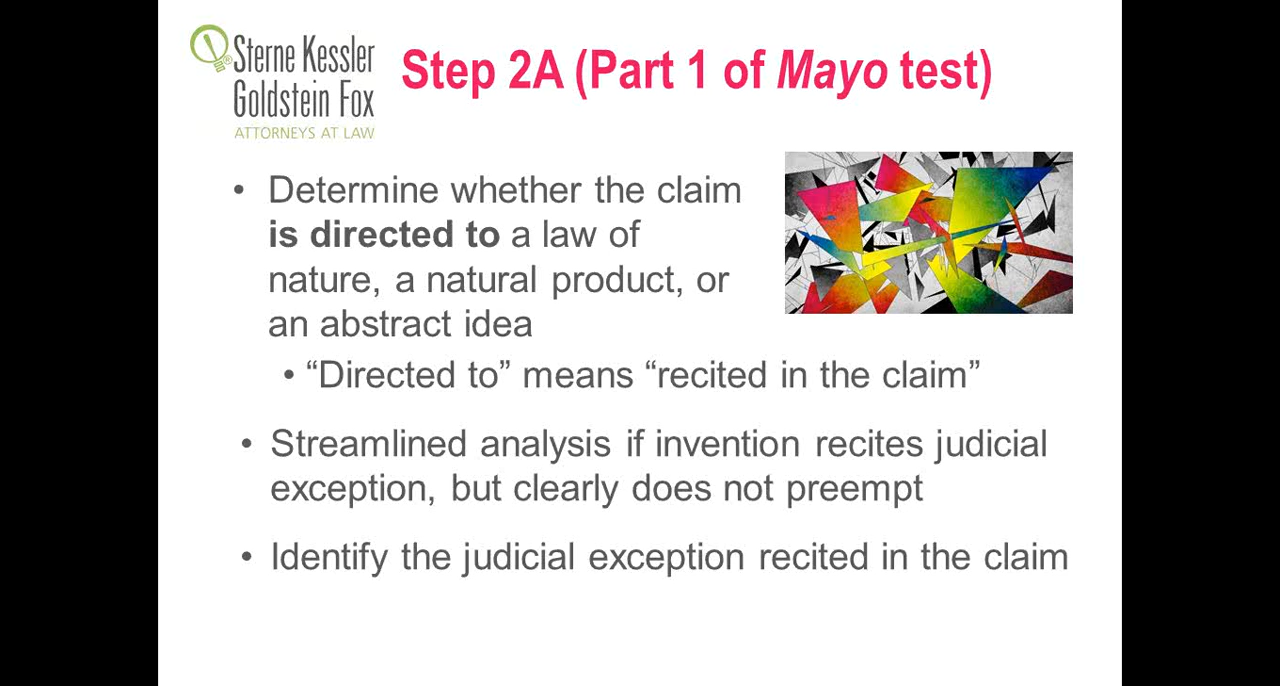 Sterne Kessler
Goldstein Fox
ATTORNEYS AT LAW
Step 2A (Part 1 of Mayo test)
• Determine whether the claim
is directed to a law of
nature, a natural product, or
an abstract idea
• “Directed to” means “recited in the claim”
• Streamlined analysis if invention recites judicial
exception, but clearly does not preempt
• Identify the judicial exception recited in the claim